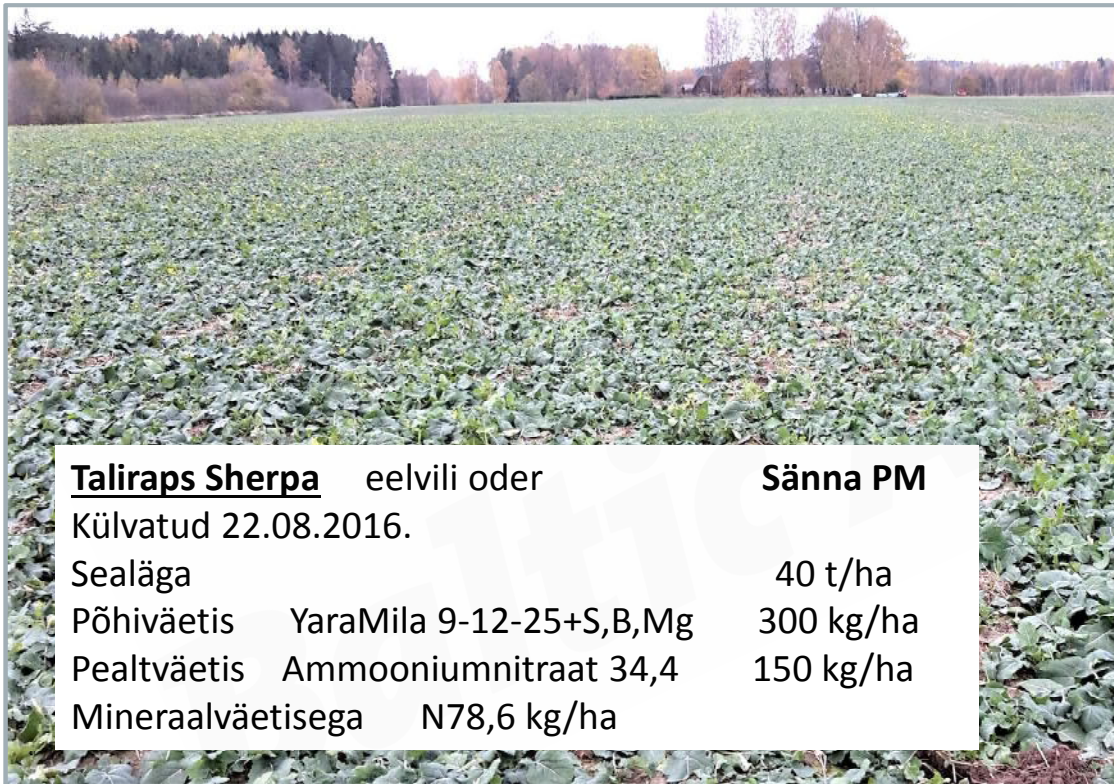 Taliraps Sherpa eelvili oder Sänna PM
Külvatud 22.08.2016.
Sealäga 40 t/ha
Põhiväetis YaraMila 9-12-25+S,B,Mg 300 kg/ha
Pealtväetis Ammooniumnitraat 34,4 150 kg/ha
Mineraalväetisega N78,6 kg/ha